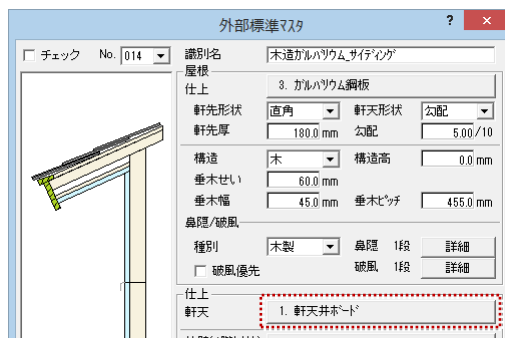 外部標準ﾏｽﾀ ? ×
チェック No. 014 識別名 木造ｶﾞﾙﾊﾞﾘｳﾑ_ｻｲﾃﾞｨﾝｸﾞ
屋根
仕上 3. ｶﾞﾙﾊﾞﾘｳﾑ鋼板
軒先形状 直角 軒天形状 勾配
軒先厚 180.0 mm 勾配 5.00 /10
構造 木 構造高 0.0 mm
垂木せい 60.0 mm
垂木幅 45.0 mm 垂木ﾋﾟｯﾁ 455.0 mm
鼻隠/破風
種別 木製 鼻隠 1段 詳細
破風優先 破風 1段 詳細
仕上
軒天 1. 軒天井ﾎﾞｰﾄﾞ